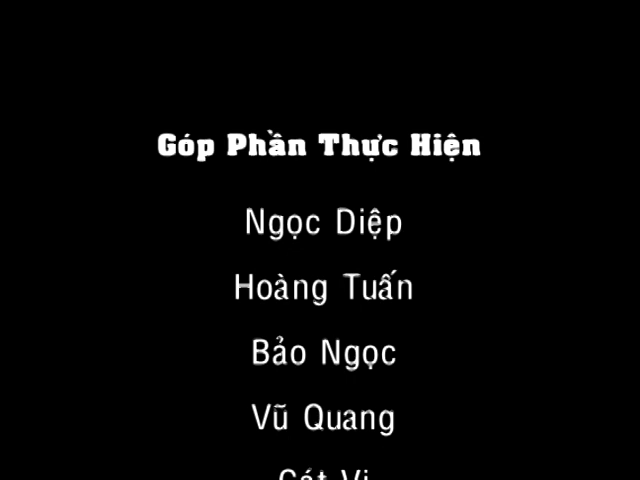 Góp Phần Thực Hiện
Ngọc Diệp
Hoàng Tuấn
Bảo Ngọc
Vũ Quang